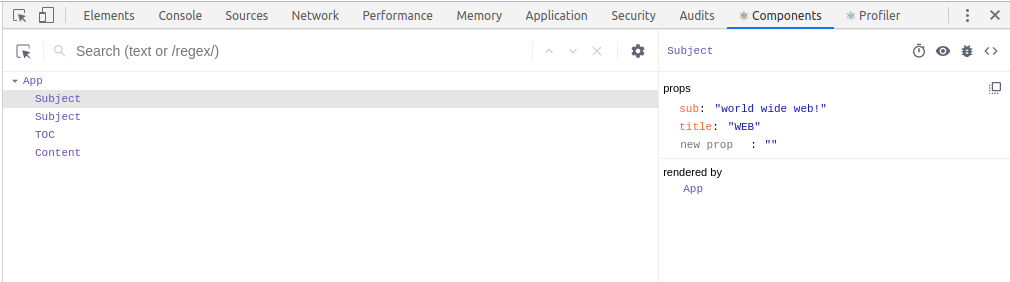 Elements Console Sources Network Performance Memory Application Security Audits Components Profiler
Search (text or /regex/)
Subject
App
Subject
Subject
TOC
Content
props
sub: "world wide web!"
title: "WEB"
new prop : ""
rendered by
App